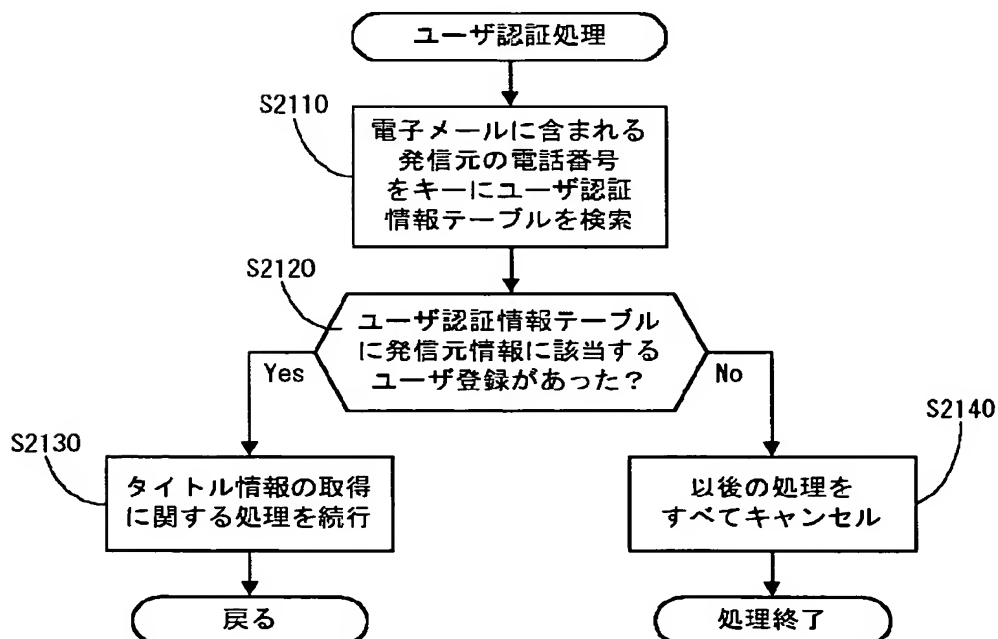 ユーザ認証処理
S2110
電子メールに含まれる
発信元の電話番号
をキーにユーザ認証
情報テーブルを検索
S2120
ユーザ認証情報テーブル
に発信元情報に該当する
ユーザ登録があった？
Yes
No
S2130
タイトル情報の取得
に関する処理を続行
S2140
以後の処理を
すべてキャンセル
戻る
処理終了